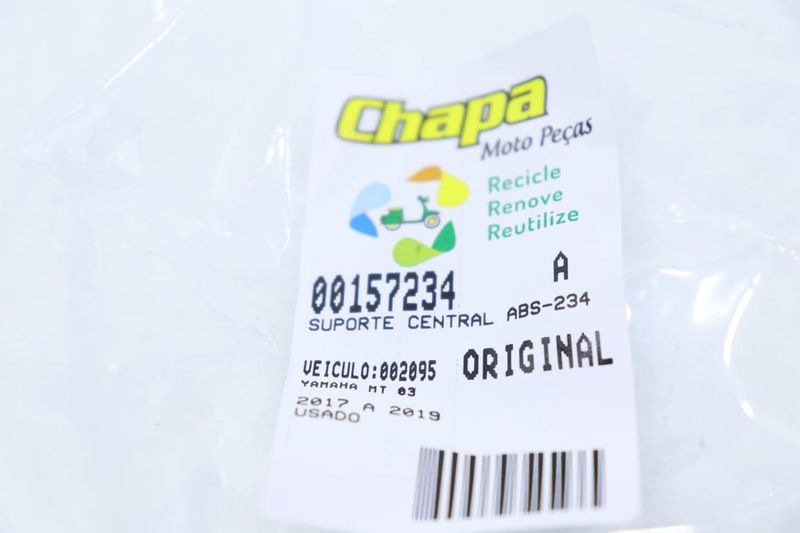 Chapa
Moto Peças
Recicle
Renove
Reutilize
00157234 A
SUPORTE CENTRAL ABS-234
VEICULO:002095 ORIGINAL
YAMAHA MT 03
2017 A 2019
USADO